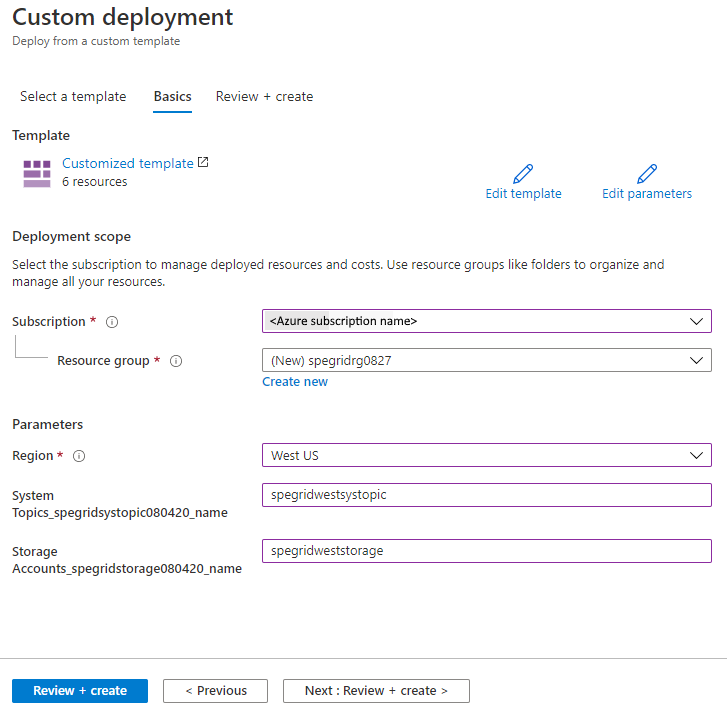 Custom deployment
Deploy from a custom template
Select a template
Basics
Review + create
Template
Customized template
6 resources
Edit template
Edit parameters
Deployment scope
Select the subscription to manage deployed resources and costs. Use resource groups like folders to organize and
manage all your resources.
Subscription *
<Azure subscription name>
Resource group *
(New) spegridrg0827
Create new
Parameters
Region *
West US
System
Topics_spegridsystopic080420_name
spegridwestsystopic
Storage
Accounts_spegridstorage080420_name
spegridweststorage
Review + create
< Previous
Next : Review + create >